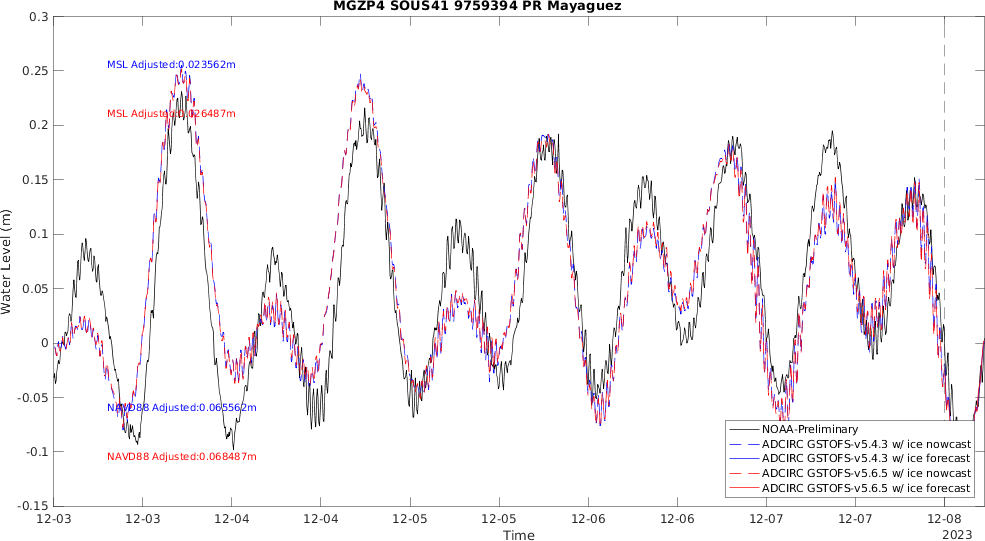 MGZP4 SOUS41 9759394 PR Mayaguez
0.3
0.25
0.2
0.15
0.1
0.05
0
-0.05
-0.1
-0.15
Water Level (m)
MSL Adjusted:0.023562m
MSL Adjusted:0.026487m
NAVD88 Adjusted:0.065562m
NAVD88 Adjusted:0.068487m
NOAA-Preliminary
ADCIRC GSTOFS-v5.4.3 w/ ice nowcast
ADCIRC GSTOFS-v5.4.3 w/ ice forecast
ADCIRC GSTOFS-v5.6.5 w/ ice nowcast
ADCIRC GSTOFS-v5.6.5 w/ ice forecast
12-03 12-03 12-04 12-04 12-05 12-05 12-06 12-06 12-07 12-07 12-08
Time
2023